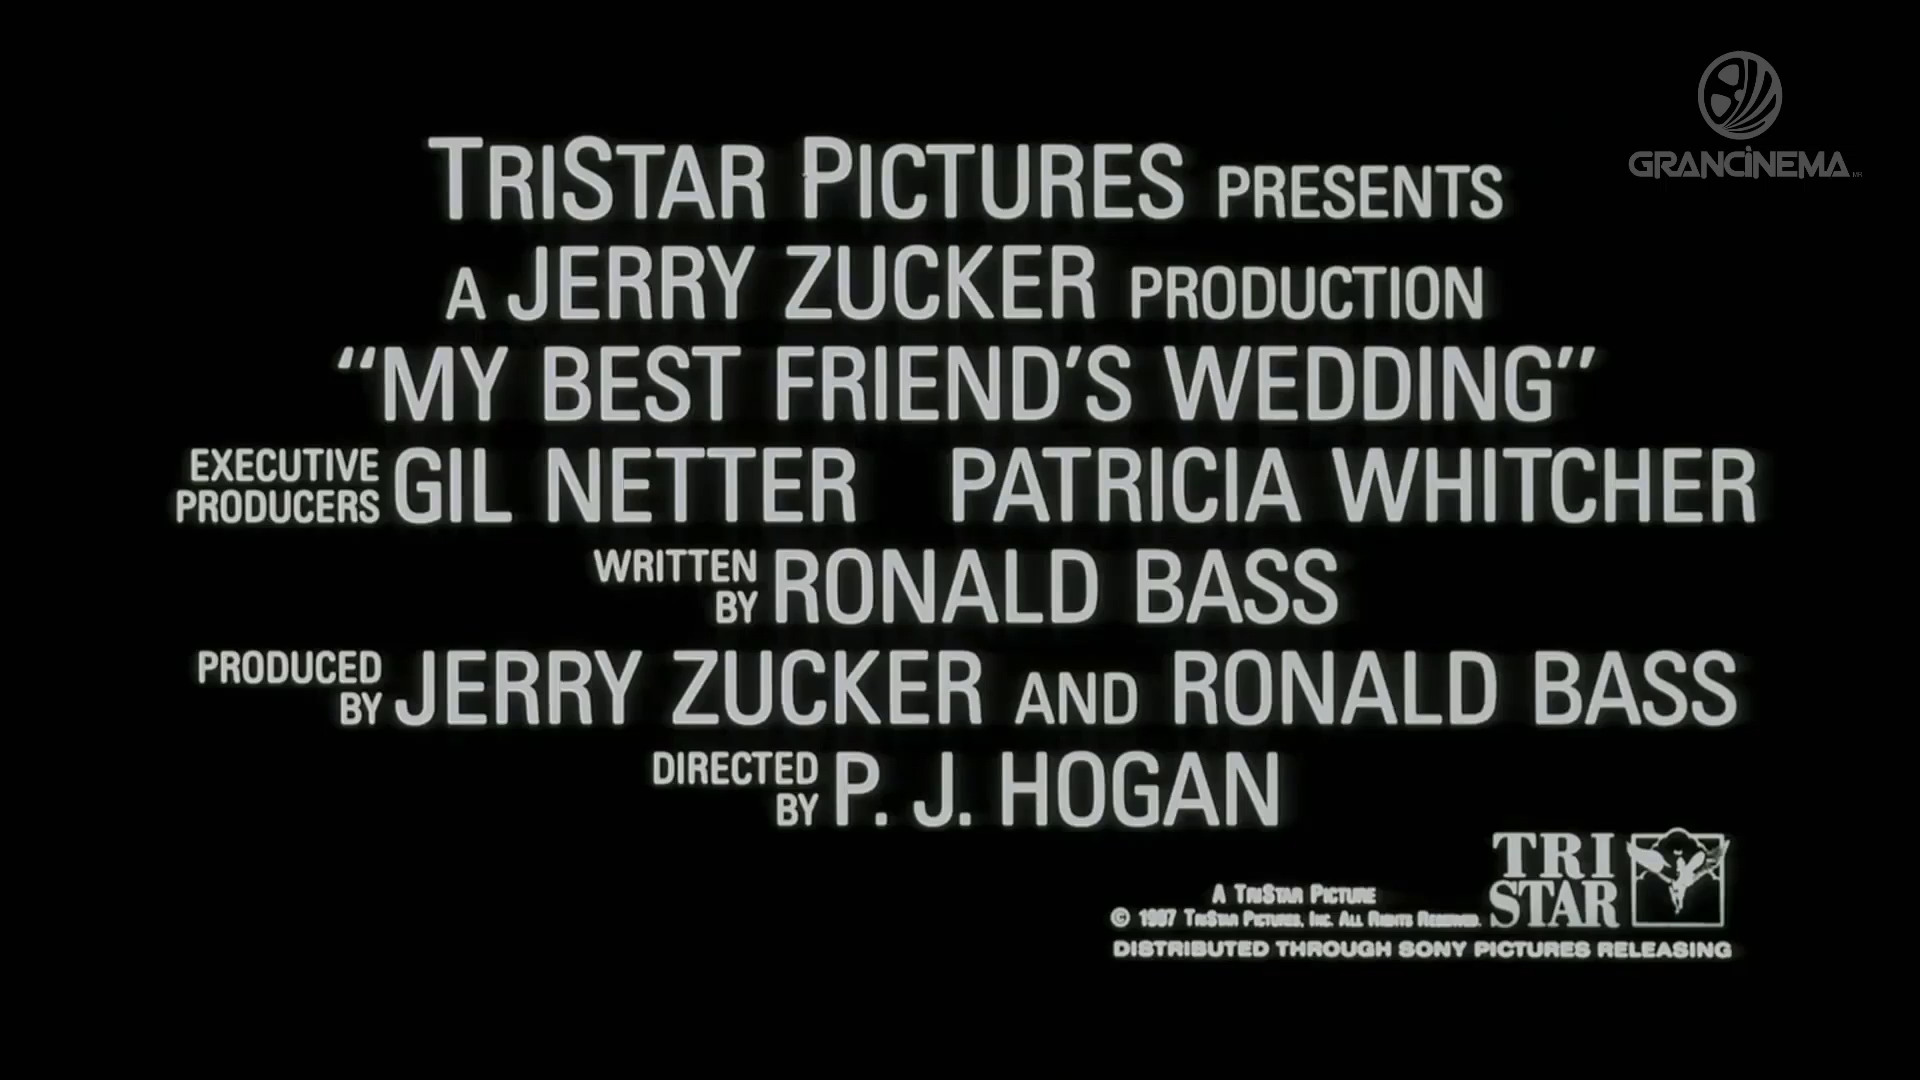 GRANCINEMA MR
TRISTAR PICTURES PRESENTS
A JERRY ZUCKER PRODUCTION
“MY BEST FRIEND’S WEDDING”
EXECUTIVE PRODUCERS GIL NETTER PATRICIA WHITCHER
WRITTEN BY RONALD BASS
PRODUCED BY JERRY ZUCKER AND RONALD BASS
DIRECTED BY P. J. HOGAN
TRI STAR
A TRISTAR PICTURE
© 1997 TRISTAR PICTURES, INC. ALL RIGHTS RESERVED.
DISTRIBUTED THROUGH SONY PICTURES RELEASING